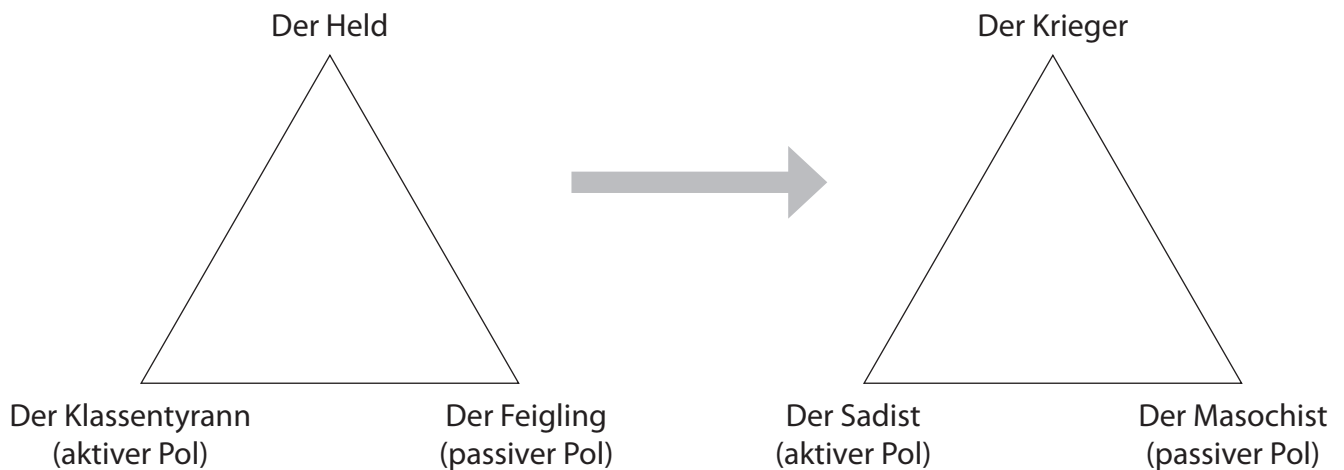 Der Held
Der Krieger
Der Klassentyrann
(aktiver Pol)
Der Feigling
(passiver Pol)
Der Sadist
(aktiver Pol)
Der Masochist
(passiver Pol)